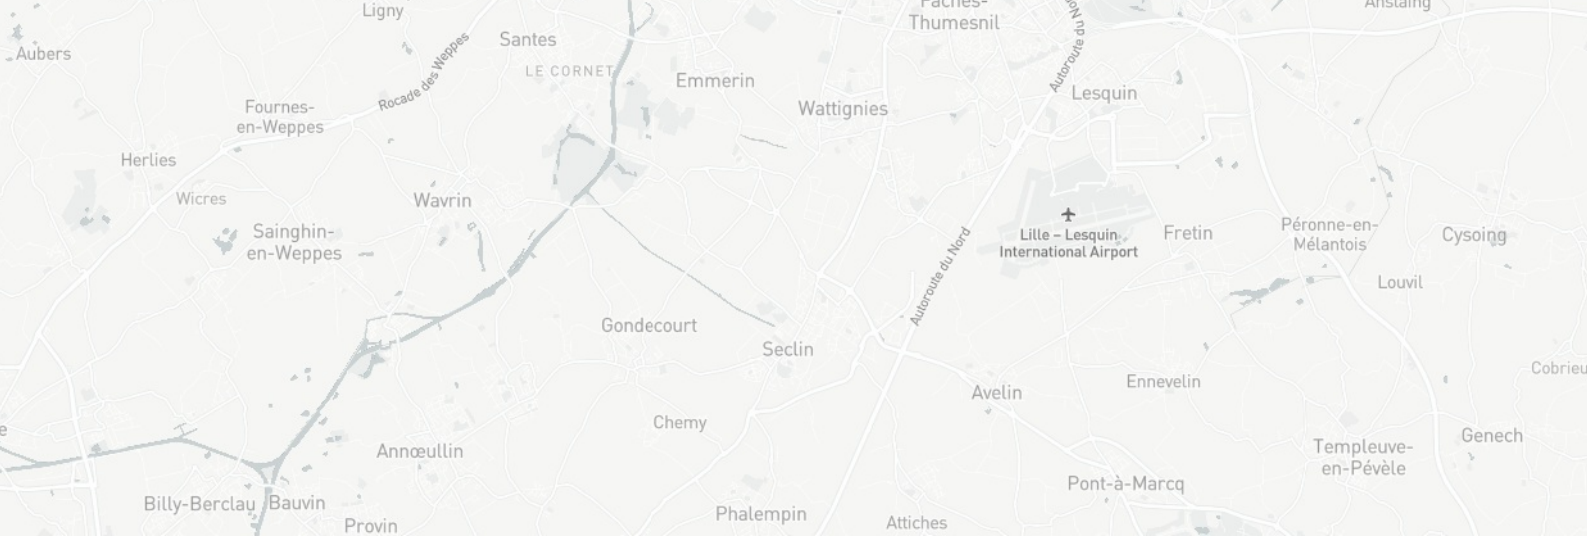 Ligny
Faches-
Thumesnil
Anstaing
Aubers
Santes
Rocade des Weppes
LE CORNET
Emmerin
Autoroute du Nord
Lesquin
Fournes-
en-Weppes
Wattignies
Herlies
Wicres
Wavrin
Sainghin-
en-Weppes
Lille – Lesquin
International Airport
Fretin
Péronne-en-
Mélantois
Cysoing
Autoroute du Nord
Louvil
Gondecourt
Seclin
Avelin
Ennevelin
Cobrieu
Chemy
Annœullin
Genech
Templeuve-
en-Pévèle
Pont-à-Marcq
Billy-Berclau
Bauvin
Provin
Phalempin
Attiches